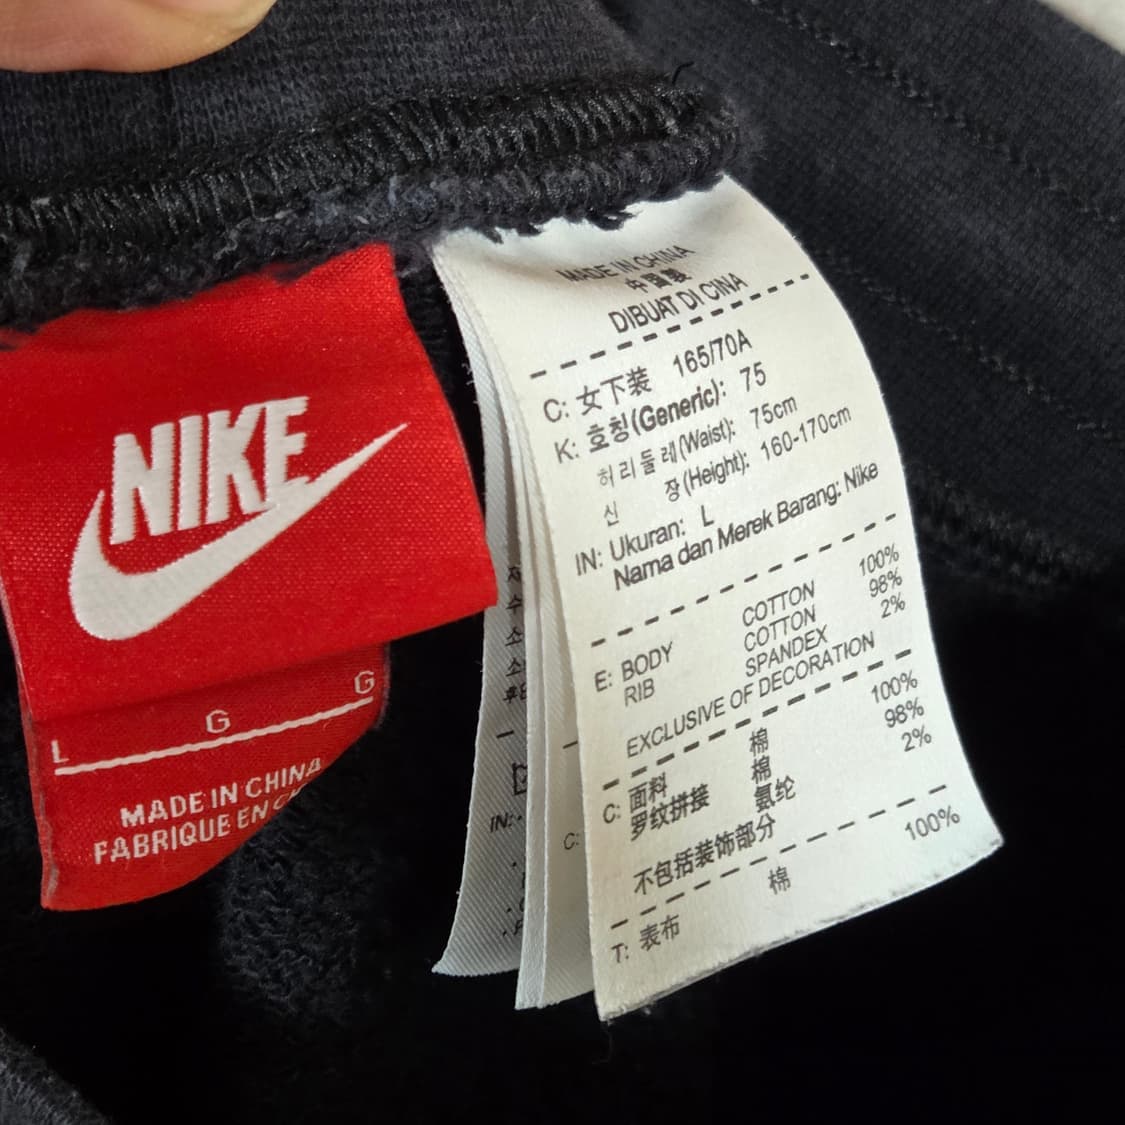 NIKE
L G G
MADE IN CHINA
FABRIQUE EN
MADE IN CHINA
中國製
DIBUAT DI CINA
C: 女下装 165/70A
K: 호칭(Generic): 75
허리둘레(Waist): 75cm
신 장(Height): 160-170cm
IN: Ukuran: L
Nama dan Merek Barang: Nike
E: BODY COTTON 100%
RIB COTTON 98%
SPANDEX 2%
EXCLUSIVE OF DECORATION
C: 面料 棉 100%
罗纹拼接 棉 98%
氨纶 2%
不包括装饰部分
T: 表布 棉 100%
IN:
C: